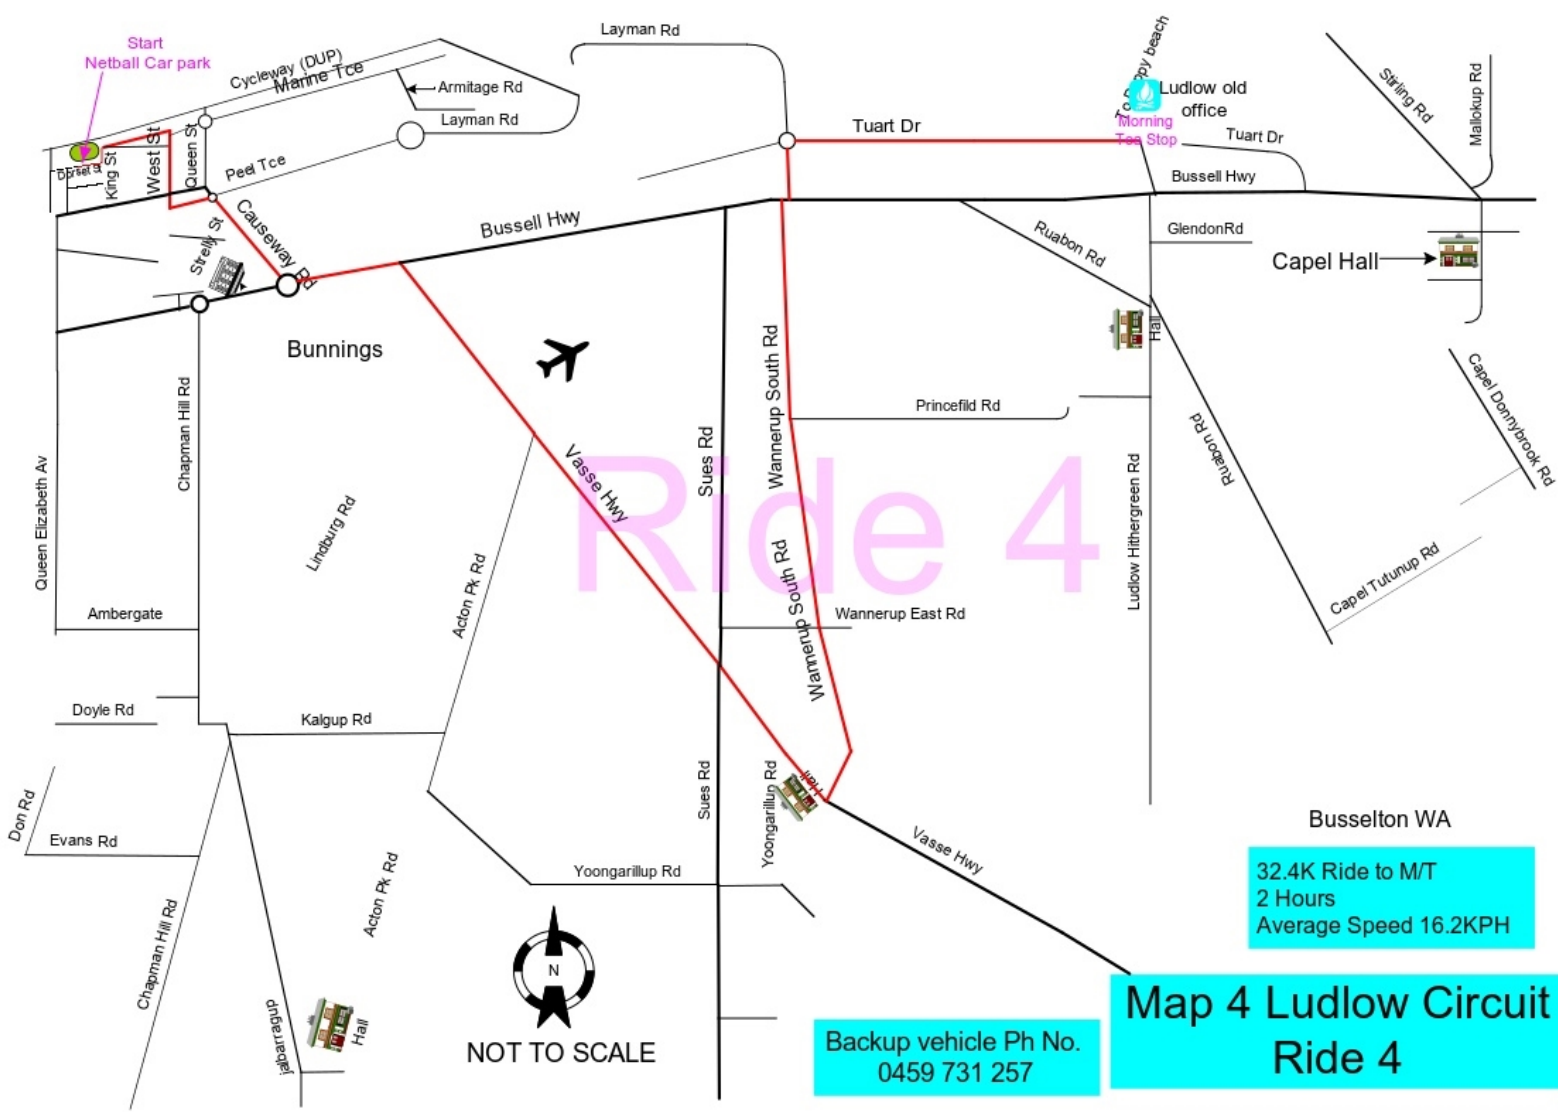 Start
Netball Car park
Cycleway (DUP)
Marine Tce
Armitage Rd
Layman Rd
Layman Rd
Tuart Dr
Ludlow old
office
Morning
Tea Stop
Tuart Dr
Bussell Hwy
Stirling Rd
Mallokup Rd
Dorset St
King St
West St
Queen St
Peel Tce
Causeway Rd
Strelly St
Bussell Hwy
Ruabon Rd
GlendonRd
Capel Hall
Hall
Bunnings
Chapman Hill Rd
Queen Elizabeth Av
Lindburg Rd
Acton Pk Rd
Vasse Hwy
Sues Rd
Wannerup South Rd
Princefild Rd
Ride 4
Ludlow Hithergreen Rd
Ruabon Rd
Capel Donnybrook Rd
Capel Tutunup Rd
Wannerup South Rd
Wannerup East Rd
Ambergate
Doyle Rd
Kalgup Rd
Don Rd
Evans Rd
Chapman Hill Rd
Acton Pk Rd
Yoongarillup Rd
Sues Rd
Yoongarillup Rd
Hall
Vasse Hwy
jalbarragup
Hall
N
NOT TO SCALE
Busselton WA
32.4K Ride to M/T
2 Hours
Average Speed 16.2KPH
Backup vehicle Ph No.
0459 731 257
Map 4 Ludlow Circuit
Ride 4